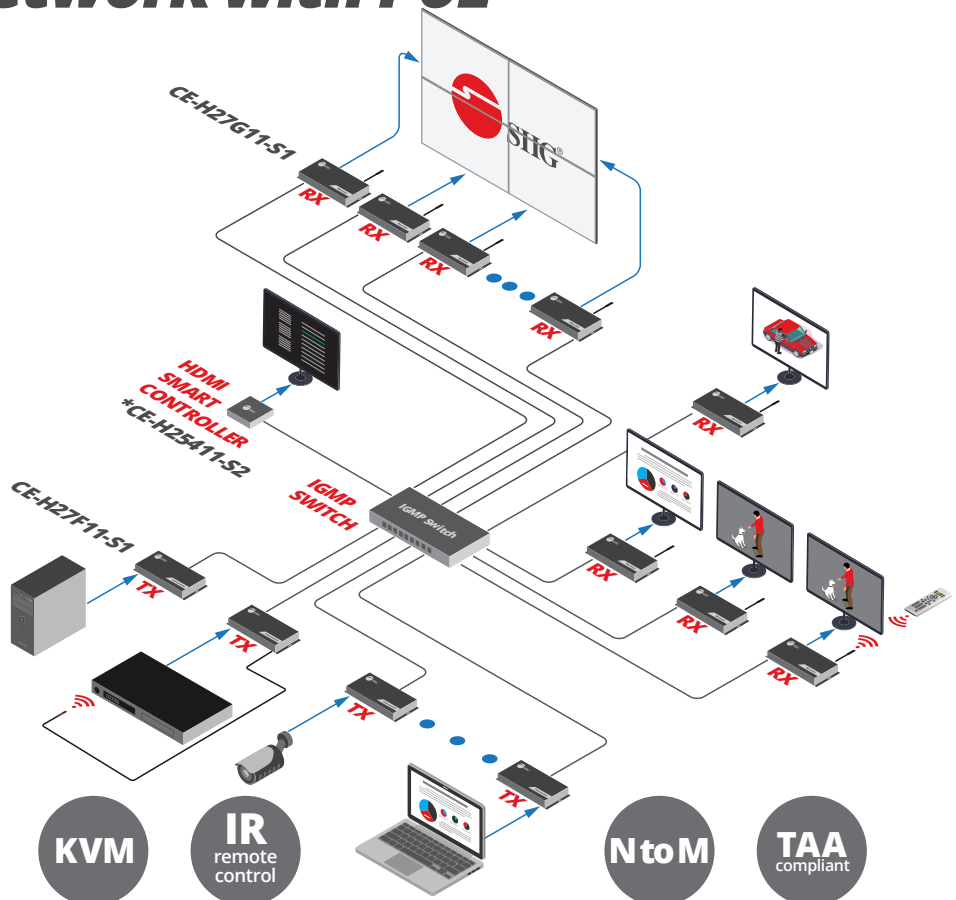 Network with PoE
SIIG®
CE-H27G11-S1
RX
RX
RX
RX
HDMI
SMART
CONTROLLER
*CE-H25411-S2
RX
IGMP
SWITCH
IGMP Switch
CE-H27F11-S1
TX
RX
RX
TX
RX
TX
TX
KVM
IR
remote
control
N to M
TAA
compliant